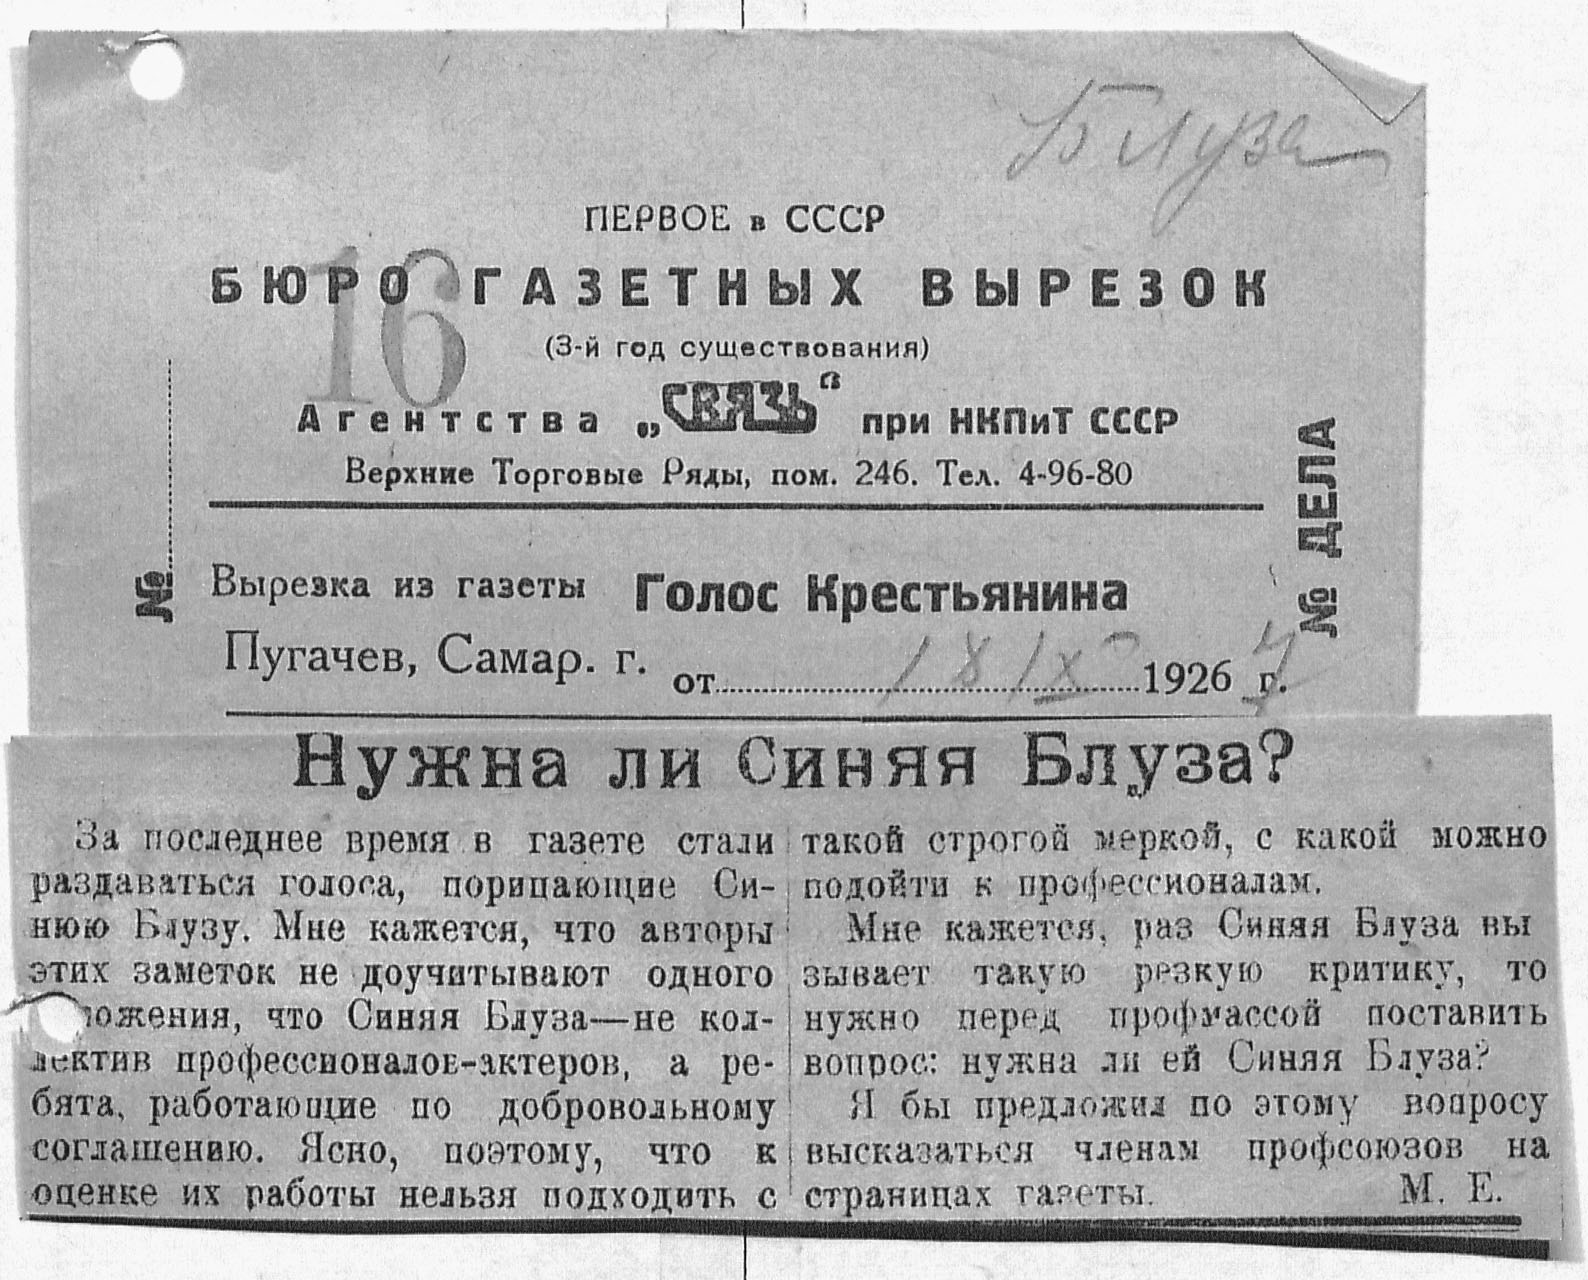 Блуза
ПЕРВОЕ в СССР
БЮРО ГАЗЕТНЫХ ВЫРЕЗОК
16
(3-й год существования)
Агентства „СВЯЗЬ“ при НКПиТ СССР
Верхние Торговые Ряды, пом. 246. Тел. 4-96-80
№
№ ДЕЛА
Вырезка из газеты Голос Крестьянина
Пугачев, Самар. г.
от 18 IX 1926 7 г.
Нужна ли Синяя Блуза?
За последнее время в газете стали
раздаваться голоса, порицающие Си-
нюю Блузу. Мне кажется, что авторы
этих заметок не доучитывают одного
ложения, что Синяя Блуза—не кол-
лектив профессионалов-актеров, а ре-
бята, работающие по добровольному
соглашению. Ясно, поэтому, что к
оценке их работы нельзя подходить с
такой строгой меркой, с какой можно
подойти к профессионалам.
Мне кажется, раз Синяя Блуза вы
зывает такую резкую критику, то
нужно перед профмассой поставить
вопрос: нужна ли ей Синяя Блуза?
Я бы предложил по этому вопросу
высказаться членам профсоюзов на
страницах газеты.
М. Е.